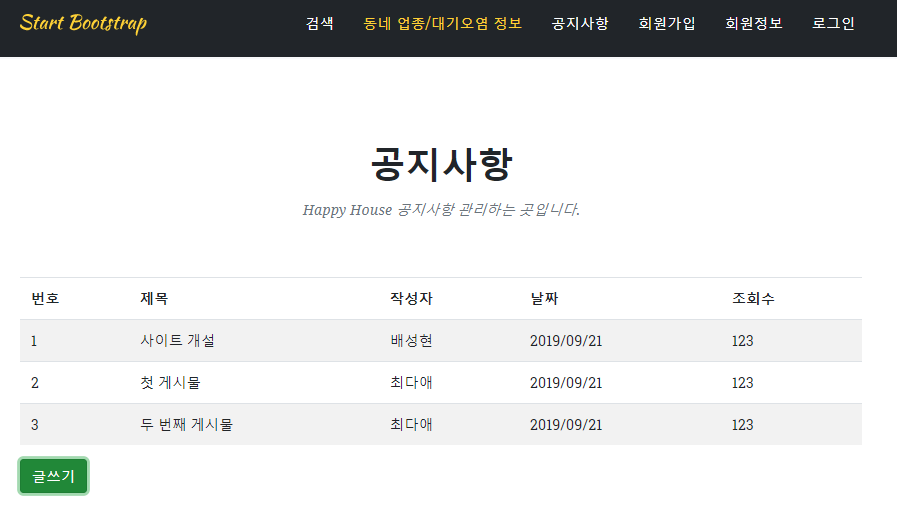 Start Bootstrap 검색 동네 업종/대기오염 정보 공지사항 회원가입 회원정보 로그인
공지사항
Happy House 공지사항 관리하는 곳입니다.
번호 제목 작성자 날짜 조회수
1 사이트 개설 배성현 2019/09/21 123
2 첫 게시물 최다애 2019/09/21 123
3 두 번째 게시물 최다애 2019/09/21 123
글쓰기